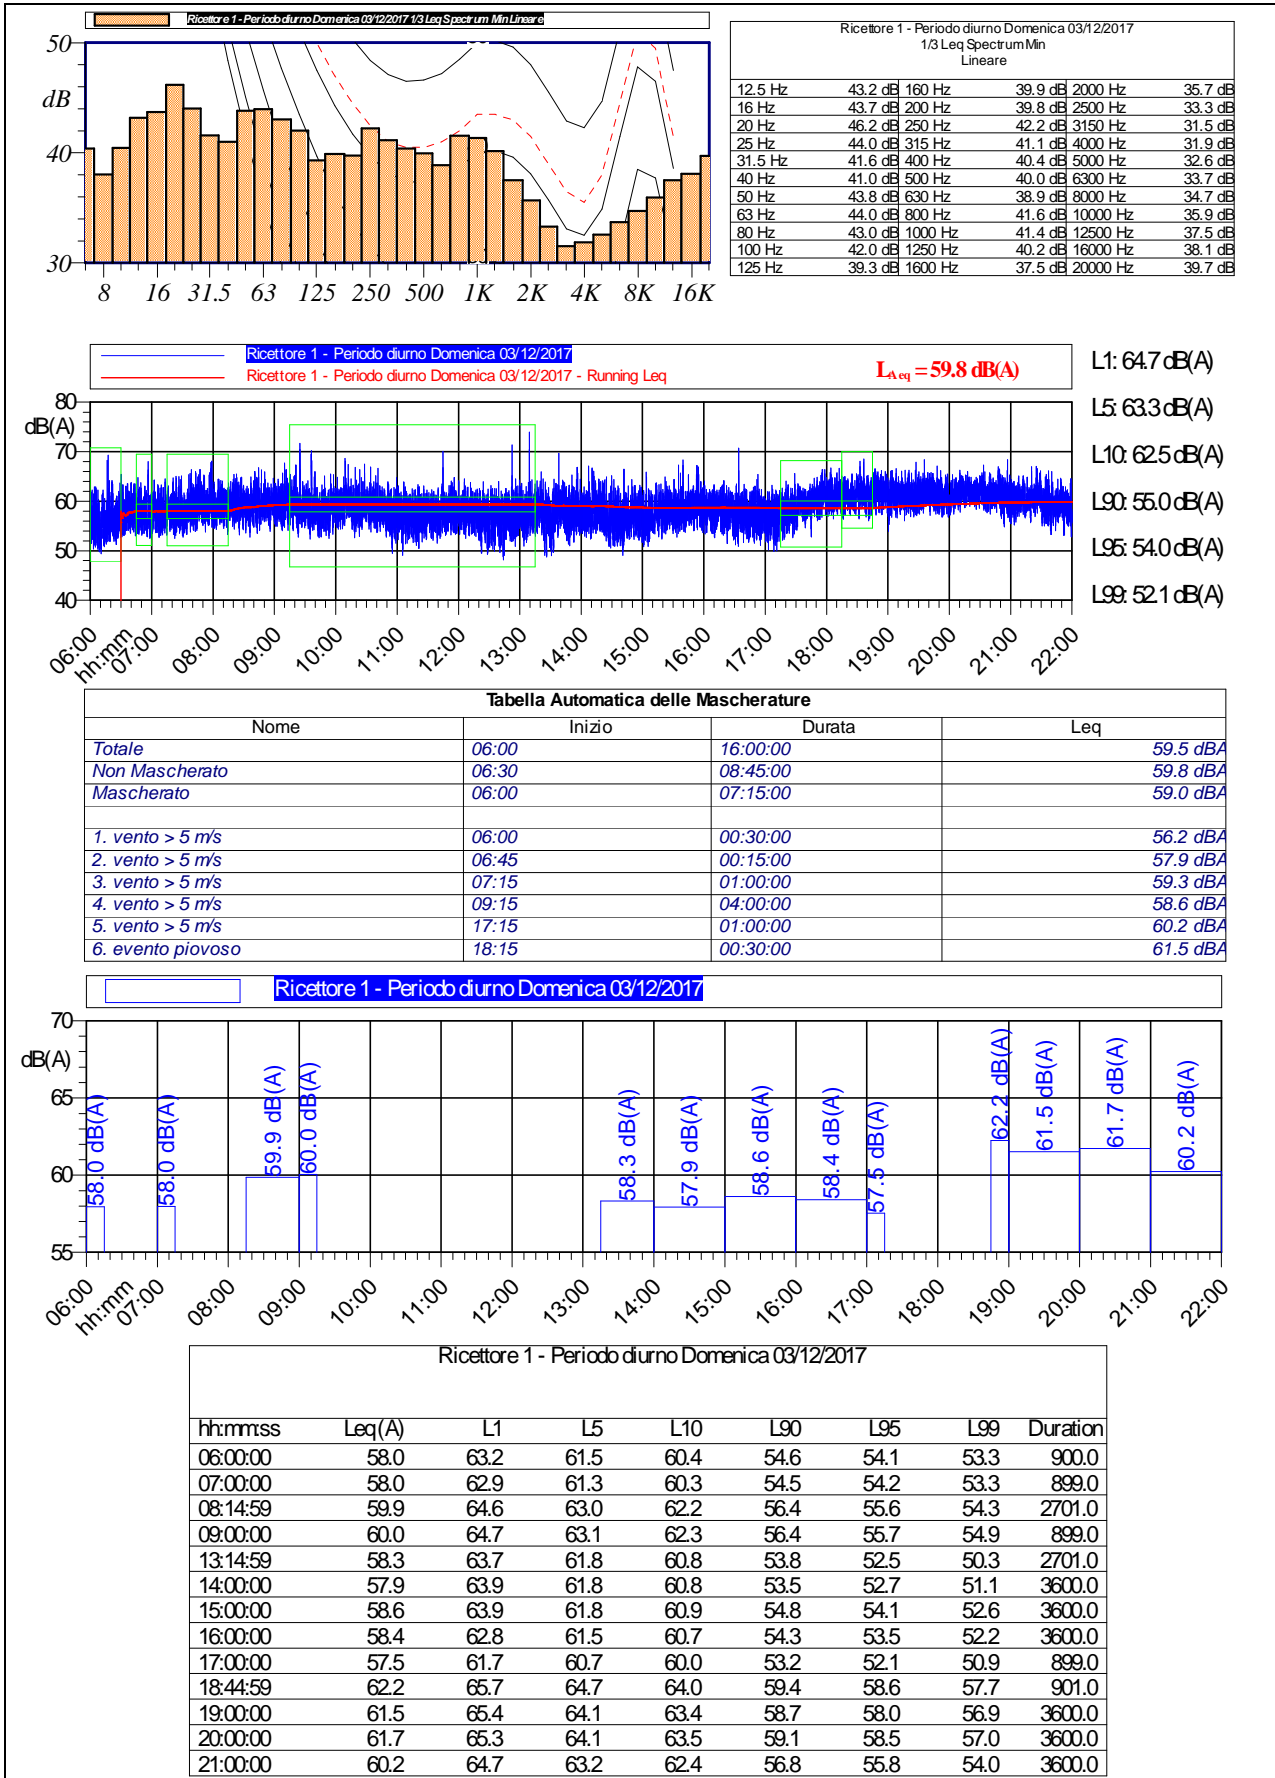 Ricettore 1 - Periodo diurno Domenica 03/12/2017 1/3 Leq Spectrum Min Lineare
50
dB
40
30
8 16 31.5 63 125 250 500 1K 2K 4K 8K 16K
Ricettore 1 - Periodo diurno Domenica 03/12/2017
1/3 Leq Spectrum Min
Lineare
12.5 Hz 43.2 dB 160 Hz 39.9 dB 2000 Hz 35.7 dB
16 Hz 43.7 dB 200 Hz 39.8 dB 2500 Hz 33.3 dB
20 Hz 46.2 dB 250 Hz 42.2 dB 3150 Hz 31.5 dB
25 Hz 44.0 dB 315 Hz 41.1 dB 4000 Hz 31.9 dB
31.5 Hz 41.6 dB 400 Hz 40.4 dB 5000 Hz 32.6 dB
40 Hz 41.0 dB 500 Hz 40.0 dB 6300 Hz 33.7 dB
50 Hz 43.8 dB 630 Hz 38.9 dB 8000 Hz 34.7 dB
63 Hz 44.0 dB 800 Hz 41.6 dB 10000 Hz 35.9 dB
80 Hz 43.0 dB 1000 Hz 41.4 dB 12500 Hz 37.5 dB
100 Hz 42.0 dB 1250 Hz 40.2 dB 16000 Hz 38.1 dB
125 Hz 39.3 dB 1600 Hz 37.5 dB 20000 Hz 39.7 dB
Ricettore 1 - Periodo diurno Domenica 03/12/2017
Ricettore 1 - Periodo diurno Domenica 03/12/2017 - Running Leq
LAeq = 59.8 dB(A)
80
dB(A)
70
60
50
40
06:00 hh:mm 07:00 08:00 09:00 10:00 11:00 12:00 13:00 14:00 15:00 16:00 17:00 18:00 19:00 20:00 21:00 22:00
L1: 64.7 dB(A)
L5: 63.3 dB(A)
L10: 62.5 dB(A)
L90: 55.0 dB(A)
L95: 54.0 dB(A)
L99: 52.1 dB(A)
Tabella Automatica delle Mascherature
Nome Inizio Durata Leq
Totale 06:00 16:00:00 59.5 dBA
Non Mascherato 06:30 08:45:00 59.8 dBA
Mascherato 06:00 07:15:00 59.0 dBA
1. vento > 5 m/s 06:00 00:30:00 56.2 dBA
2. vento > 5 m/s 06:45 00:15:00 57.9 dBA
3. vento > 5 m/s 07:15 01:00:00 59.3 dBA
4. vento > 5 m/s 09:15 04:00:00 58.6 dBA
5. vento > 5 m/s 17:15 01:00:00 60.2 dBA
6. evento piovoso 18:15 00:30:00 61.5 dBA
Ricettore 1 - Periodo diurno Domenica 03/12/2017
70
dB(A)
65
60
55
58.0 dB(A) 58.0 dB(A) 59.9 dB(A) 60.0 dB(A) 58.3 dB(A) 57.9 dB(A) 58.6 dB(A) 58.4 dB(A) 57.5 dB(A) 62.2 dB(A) 61.5 dB(A) 61.7 dB(A) 60.2 dB(A)
06:00 hh:mm 07:00 08:00 09:00 10:00 11:00 12:00 13:00 14:00 15:00 16:00 17:00 18:00 19:00 20:00 21:00 22:00
Ricettore 1 - Periodo diurno Domenica 03/12/2017
hh:mm:ss Leq(A) L1 L5 L10 L90 L95 L99 Duration
06:00:00 58.0 63.2 61.5 60.4 54.6 54.1 53.3 900.0
07:00:00 58.0 62.9 61.3 60.3 54.5 54.2 53.3 899.0
08:14:59 59.9 64.6 63.0 62.2 56.4 55.6 54.3 2701.0
09:00:00 60.0 64.7 63.1 62.3 56.4 55.7 54.9 899.0
13:14:59 58.3 63.7 61.8 60.8 53.8 52.5 50.3 2701.0
14:00:00 57.9 63.9 61.8 60.8 53.5 52.7 51.1 3600.0
15:00:00 58.6 63.9 61.8 60.9 54.8 54.1 52.6 3600.0
16:00:00 58.4 62.8 61.5 60.7 54.3 53.5 52.2 3600.0
17:00:00 57.5 61.7 60.7 60.0 53.2 52.1 50.9 899.0
18:44:59 62.2 65.7 64.7 64.0 59.4 58.6 57.7 901.0
19:00:00 61.5 65.4 64.1 63.4 58.7 58.0 56.9 3600.0
20:00:00 61.7 65.3 64.1 63.5 59.1 58.5 57.0 3600.0
21:00:00 60.2 64.7 63.2 62.4 56.8 55.8 54.0 3600.0